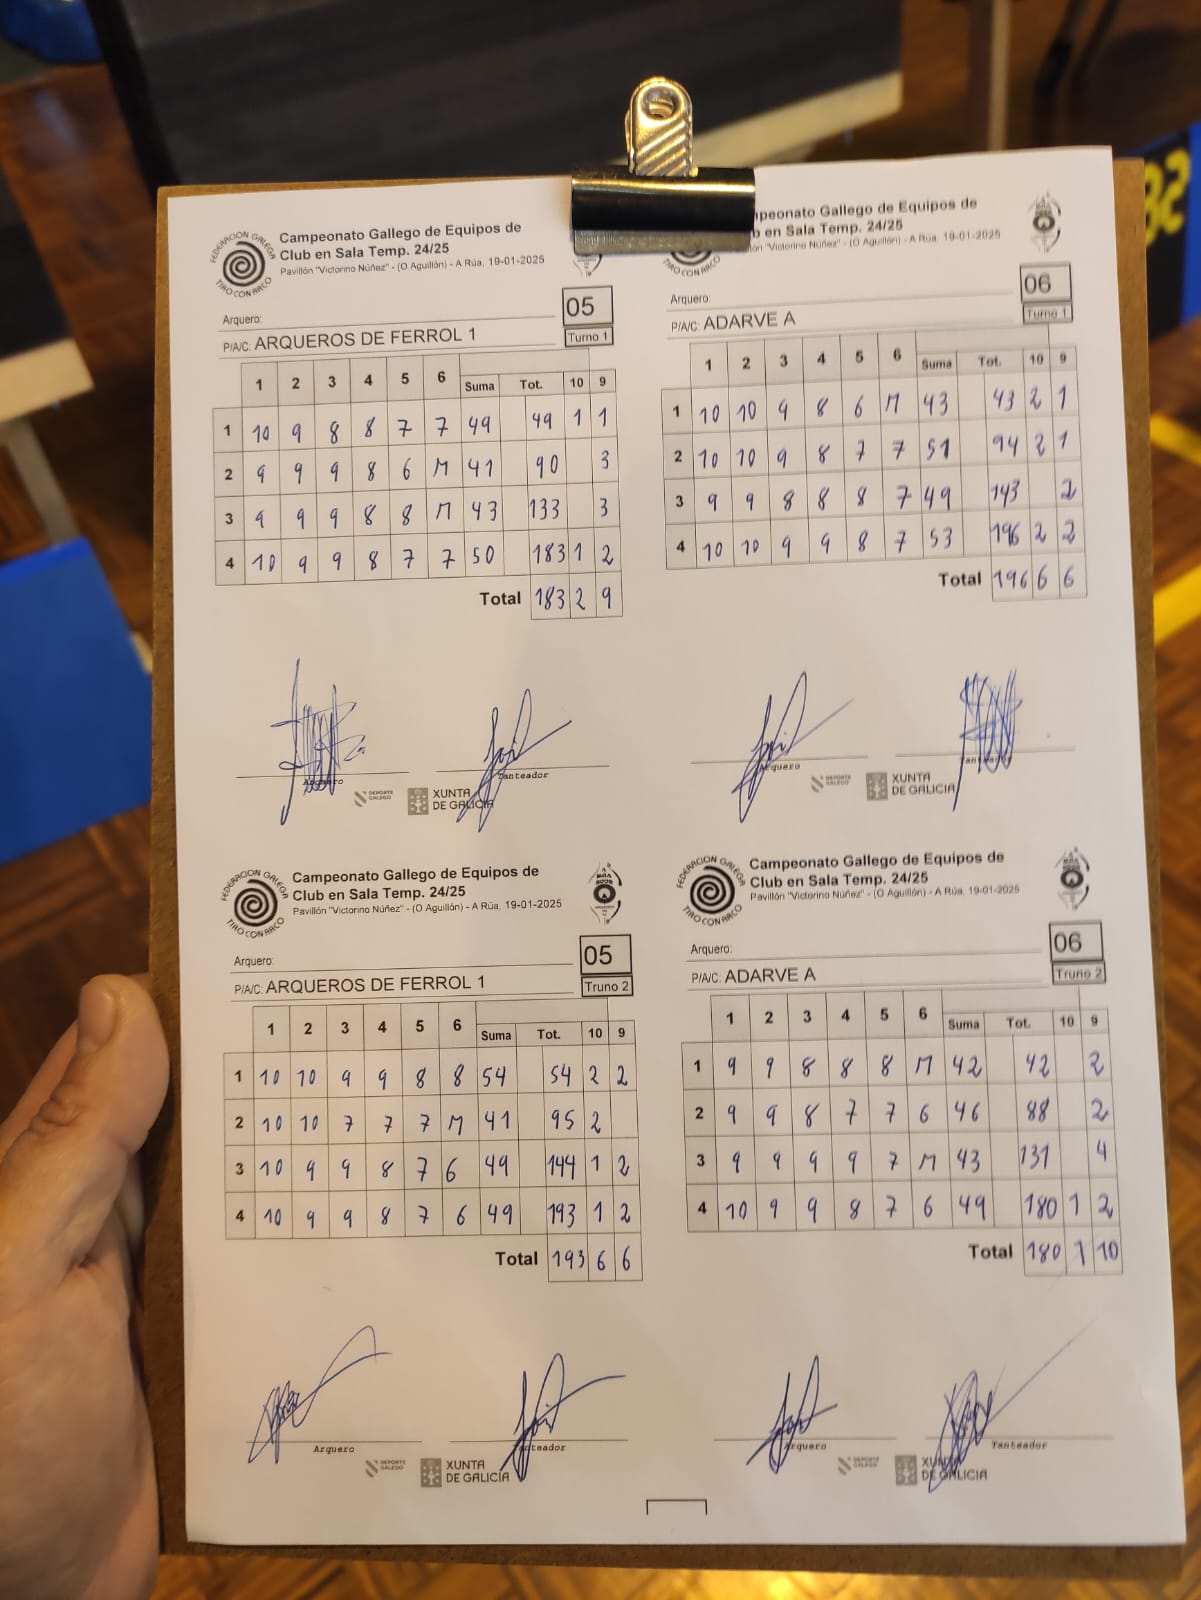 Campeonato Gallego de Equipos de
Club en Sala Temp. 24/25
Pavillón "Victorino Núñez" - (O Aguillón) - A Rúa, 19-01-2025
FEDERACION GALEGA
TIRO CON ARCO
Arquero:
05
P/A/C: ARQUEROS DE FERROL 1
Turno 1
1 2 3 4 5 6 Suma Tot. 10 9
1 10 9 8 8 7 7 49 49 1 1
2 9 9 9 8 6 M 41 90 3
3 9 9 9 8 8 M 43 133 3
4 10 9 9 8 7 7 50 183 1 2
Total 183 2 9
Arquero
Tanteador
DEPORTE GALEGO
XUNTA
DE GALICIA
mpeonato Gallego de Equipos de
b en Sala Temp. 24/25
lón "Victorino Núñez" - (O Aguillón) - A Rúa, 19-01-2025
TIRO CON ARCO
Arquero:
06
P/A/C: ADARVE A
Turno 1
1 2 3 4 5 6 Suma Tot. 10 9
1 10 10 9 8 6 M 43 43 2 1
2 10 10 9 8 7 7 51 94 2 1
3 9 9 8 8 8 7 49 143 2
4 10 10 9 9 8 7 53 196 2 2
Total 196 6 6
Arquero
Tanteador
DEPORTE GALEGO
XUNTA
DE GALICIA
Campeonato Gallego de Equipos de
Club en Sala Temp. 24/25
Pavillón "Victorino Núñez" - (O Aguillón) - A Rúa, 19-01-2025
FEDERACION GALEGA
TIRO CON ARCO
Arquero:
05
P/A/C: ARQUEROS DE FERROL 1
Truno 2
1 2 3 4 5 6 Suma Tot. 10 9
1 10 10 9 9 8 8 54 54 2 2
2 10 10 7 7 7 M 41 95 2
3 10 9 9 8 7 6 49 144 1 2
4 10 9 9 8 7 6 49 193 1 2
Total 193 6 6
Arquero
Tanteador
DEPORTE GALEGO
XUNTA
DE GALICIA
Campeonato Gallego de Equipos de
Club en Sala Temp. 24/25
Pavillón "Victorino Núñez" - (O Aguillón) - A Rúa, 19-01-2025
FEDERACION GALEGA
TIRO CON ARCO
Arquero:
06
P/A/C: ADARVE A
Truno 2
1 2 3 4 5 6 Suma Tot. 10 9
1 9 9 8 8 8 M 42 42 2
2 9 9 8 7 7 6 46 88 2
3 9 9 9 9 7 M 43 131 4
4 10 9 9 8 7 6 49 180 1 2
Total 180 1 10
Arquero
Tanteador
DEPORTE GALEGO
XUNTA
DE GALICIA